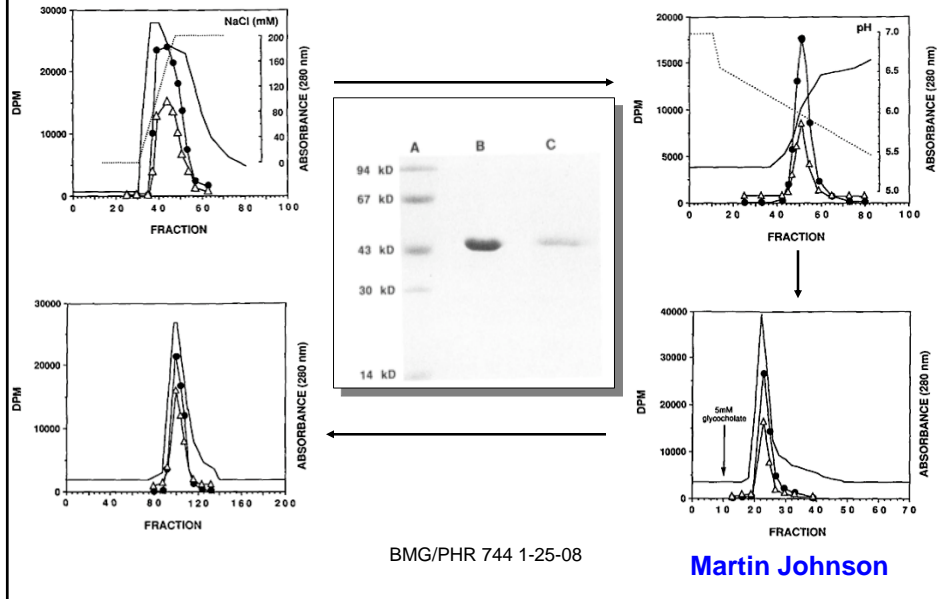 NaCl (mM)
30000
20000
10000
0
DPM
200
160
120
80
40
0
ABSORBANCE (280 nm)
0 20 40 60 80 100
FRACTION
pH
20000
15000
10000
5000
0
DPM
7.0
6.5
6.0
5.5
5.0
ABSORBANCE (280 nm)
0 20 40 60 80 100
FRACTION
A B C
94 kD
67 kD
43 kD
30 kD
14 kD
30000
20000
10000
0
DPM
ABSORBANCE (280 nm)
0 40 80 120 160 200
FRACTION
40000
30000
20000
10000
0
DPM
5mM
glycocholate
ABSORBANCE (280 nm)
0 10 20 30 40 50 60 70
FRACTION
BMG/PHR 744 1-25-08
Martin Johnson